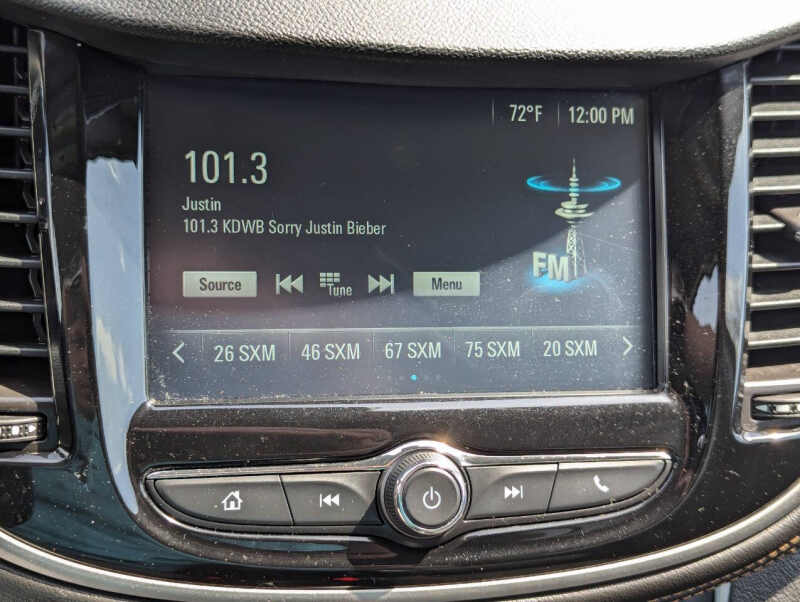 72°F 12:00 PM
101.3
Justin
101.3 KDWB Sorry Justin Bieber
FM
Source Tune Menu
26 SXM 46 SXM 67 SXM 75 SXM 20 SXM